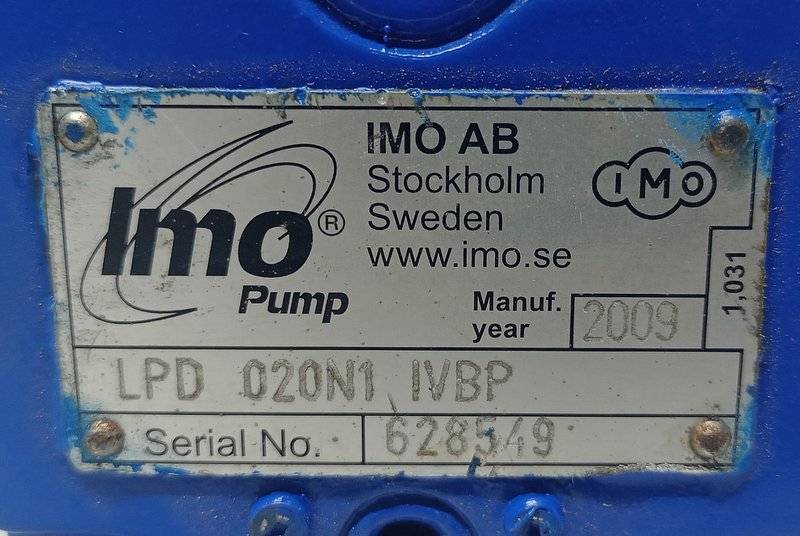 Imo®
Pump
IMO AB
Stockholm
Sweden
www.imo.se
IMO
Manuf.
year
2009
1,031
LPD 020N1 IVBP
Serial No. 628549